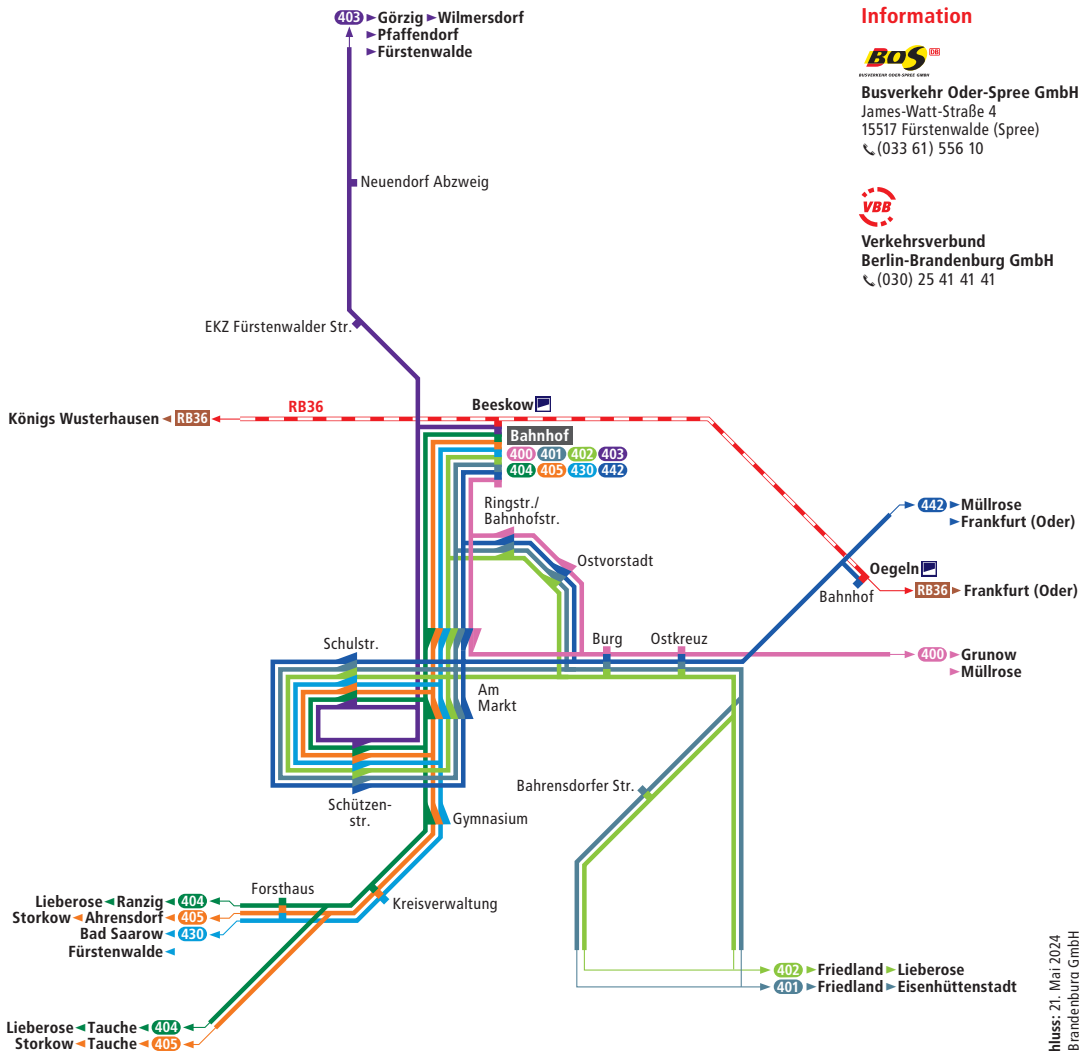 403 Görzig Wilmersdorf
Pfaffendorf
Fürstenwalde
Information
BOS DB
BUSVERKEHR ODER-SPREE GMBH
Busverkehr Oder-Spree GmbH
James-Watt-Straße 4
15517 Fürstenwalde (Spree)
(033 61) 556 10
VBB
Verkehrsverbund
Berlin-Brandenburg GmbH
(030) 25 41 41 41
Neuendorf Abzweig
EKZ Fürstenwalder Str.
Königs Wusterhausen RB36
RB36
Beeskow
Bahnhof
400 401 402 403
404 405 430 442
Ringstr./
Bahnhofstr.
Ostvorstadt
442 Müllrose
Frankfurt (Oder)
Oegeln
Bahnhof
RB36 Frankfurt (Oder)
Burg
Ostkreuz
400 Grunow
Müllrose
Schulstr.
Am
Markt
Bahrensdorfer Str.
Schützen-
str.
Gymnasium
Forsthaus
Kreisverwaltung
Lieberose Ranzig 404
Storkow Ahrensdorf 405
Bad Saarow 430
Fürstenwalde
402 Friedland Lieberose
401 Friedland Eisenhüttenstadt
Lieberose Tauche 404
Storkow Tauche 405
hluss: 21. Mai 2024
Brandenburg GmbH